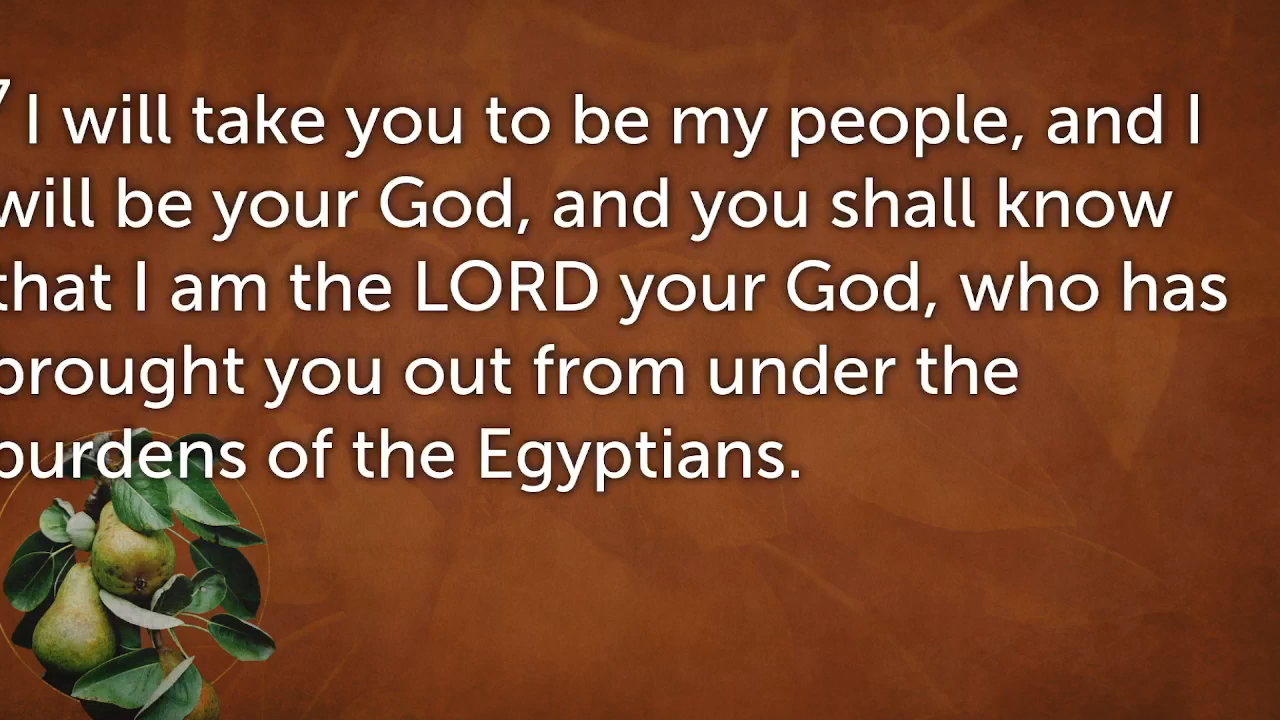 7 I will take you to be my people, and I
will be your God, and you shall know
that I am the LORD your God, who has
brought you out from under the
burdens of the Egyptians.